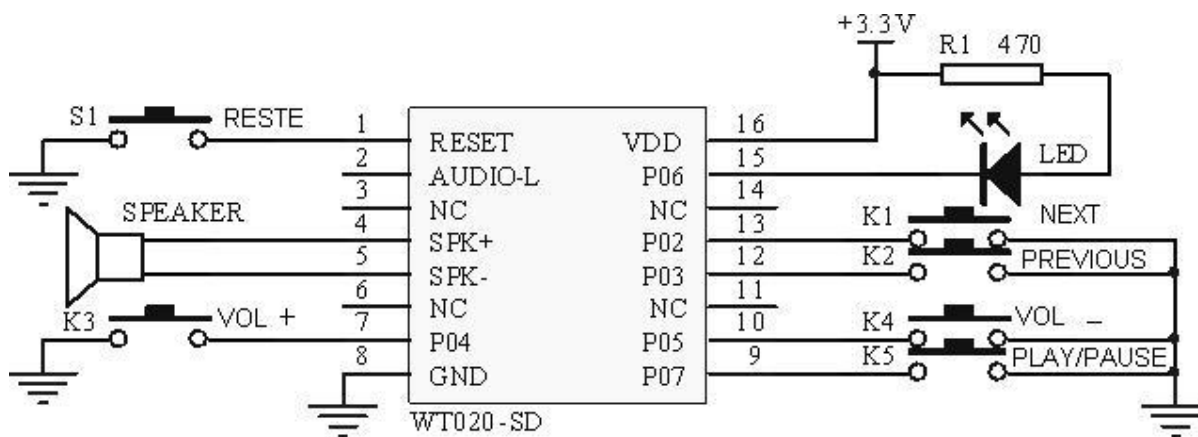 +3.3V
R1 470
S1 RESTE
1 RESET
2 AUDIO-L
3 NC
SPEAKER
4 SPK+
5 SPK-
6 NC
K3 VOL +
7 P04
8 GND
VDD 16
P06 15
LED
NC 14
P02 13
K1 NEXT
P03 12
K2 PREVIOUS
NC 11
P05 10
K4 VOL -
P07 9
K5 PLAY/PAUSE
WT020-SD